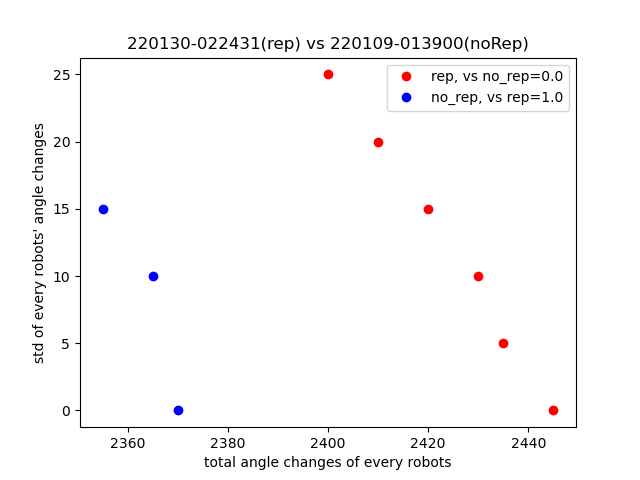 220130-022431(rep) vs 220109-013900(noRep)
rep, vs no_rep=0.0
no_rep, vs rep=1.0
std of every robots' angle changes
25
20
15
10
5
0
2360 2380 2400 2420 2440
total angle changes of every robots